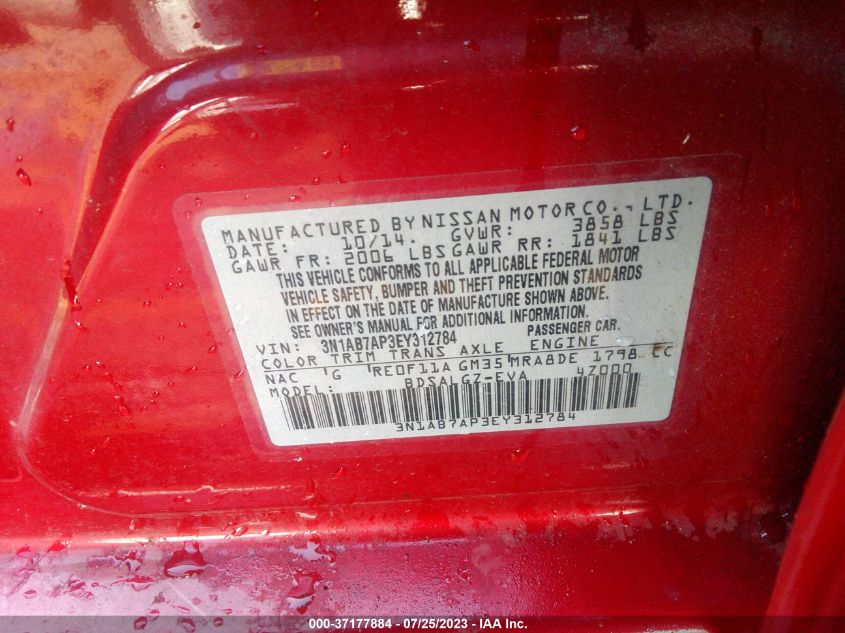 MANUFACTURED BY NISSAN MOTOR CO., LTD.
DATE: 10/14. GVWR: 3858 LBS
GAWR FR: 2006 LBS GAWR RR: 1841 LBS
THIS VEHICLE CONFORMS TO ALL APPLICABLE FEDERAL MOTOR
VEHICLE SAFETY, BUMPER AND THEFT PREVENTION STANDARDS
IN EFFECT ON THE DATE OF MANUFACTURE SHOWN ABOVE.
SEE OWNER'S MANUAL FOR ADDITIONAL INFORMATION.
VIN: 3N1AB7AP3EY312784 PASSENGER CAR.
COLOR TRIM TRANS AXLE ENGINE
NAC G RE0F11A GM35 MRA8DE 1798 CC
BDSALGZ-EVA 4Z000
3N1AB7AP3EY312784
000-37177884 / 07/25/2023 - Copyright © IAA, Inc.